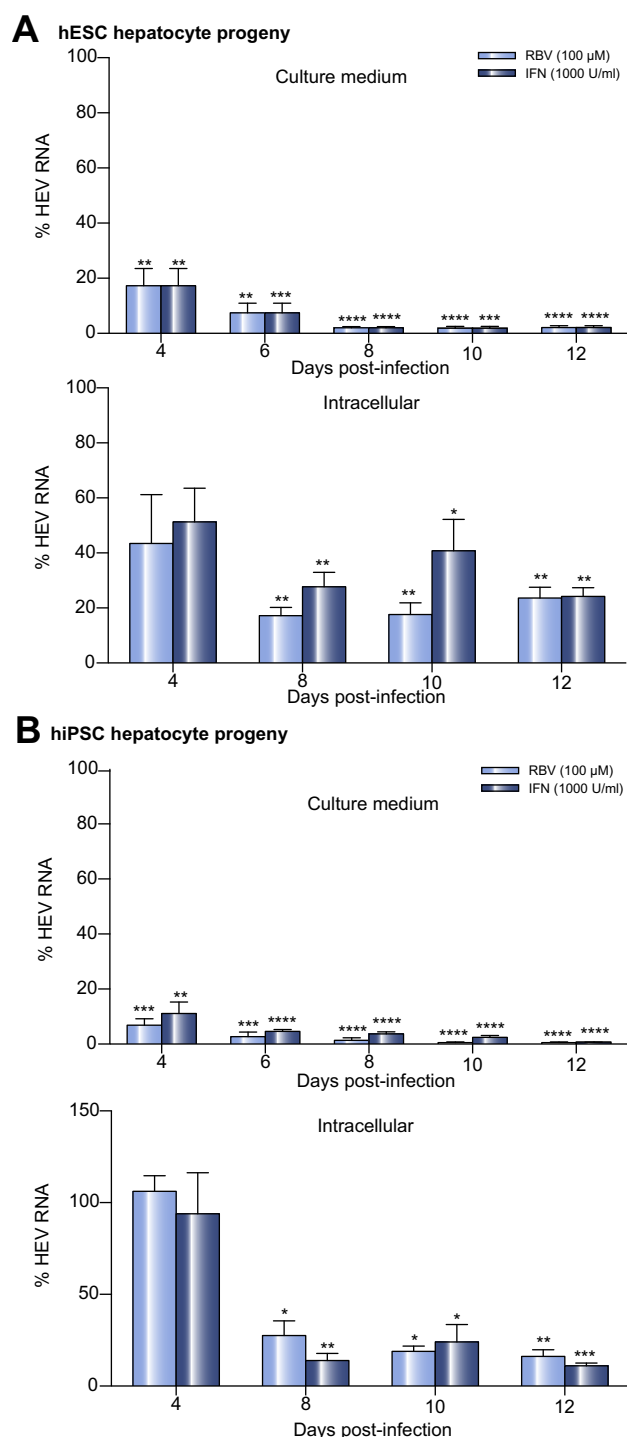 A hESC hepatocyte progeny
RBV (100 µM)
IFN (1000 U/ml)
Culture medium
% HEV RNA
100
80
60
40
20
0
** ** ** *** **** **** **** *** **** ****
4 6 8 10 12
Days post-infection
Intracellular
% HEV RNA
100
80
60
40
20
0
** ** ** * ** **
4 8 10 12
Days post-infection
B hiPSC hepatocyte progeny
RBV (100 µM)
IFN (1000 U/ml)
Culture medium
% HEV RNA
100
80
60
40
20
0
*** ** *** **** **** **** **** **** **** ****
4 6 8 10 12
Days post-infection
Intracellular
% HEV RNA
150
100
50
0
* ** * * ** ***
4 8 10 12
Days post-infection